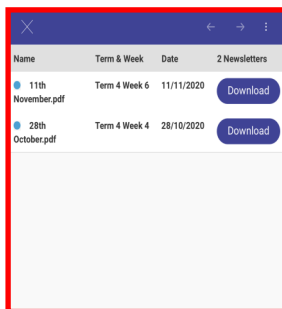 Name Term & Week Date 2 Newsletters
11th Term 4 Week 6 11/11/2020 Download
November.pdf
28th Term 4 Week 4 28/10/2020 Download
October.pdf